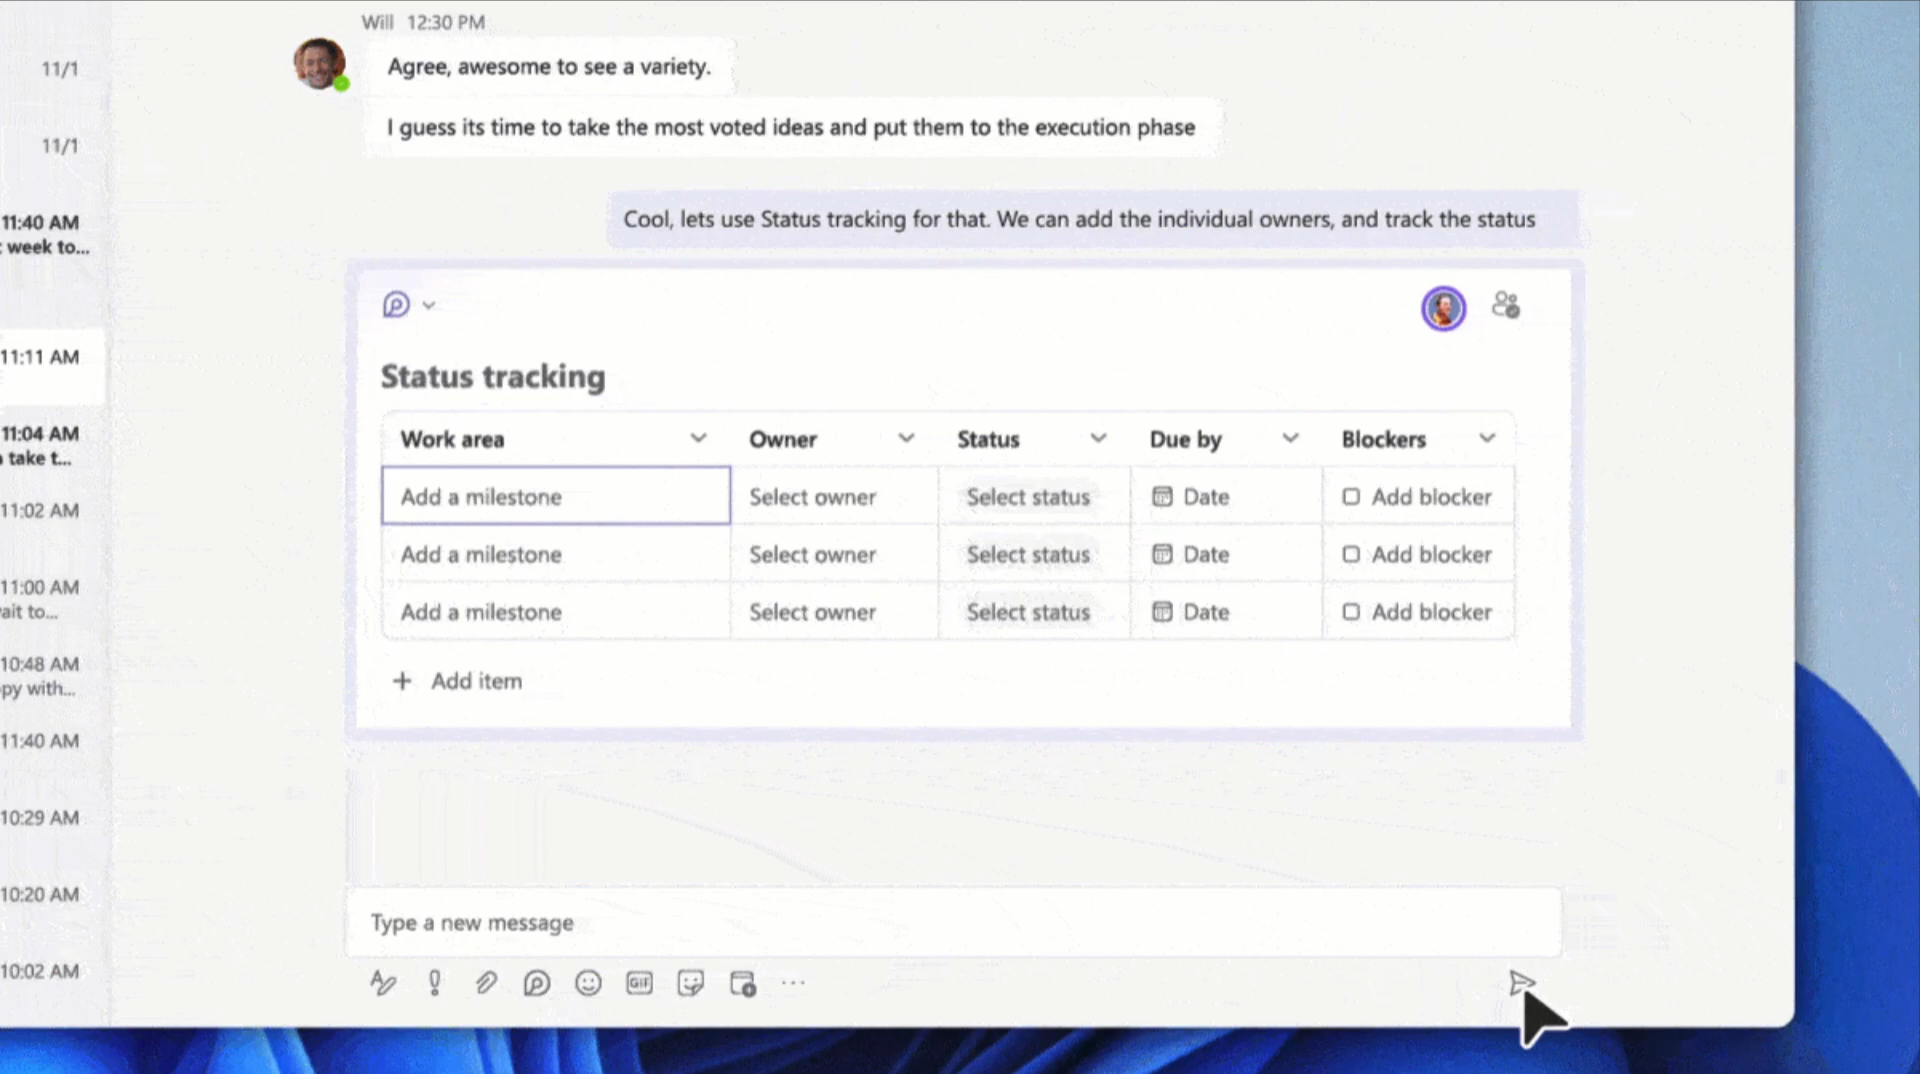 11/1
11/1
11:40 AM
week to...
11:11 AM
11:04 AM
take t...
11:02 AM
11:00 AM
ait to...
10:48 AM
py with...
11:40 AM
10:29 AM
10:20 AM
10:02 AM
Will 12:30 PM
Agree, awesome to see a variety.
I guess its time to take the most voted ideas and put them to the execution phase
Cool, lets use Status tracking for that. We can add the individual owners, and track the status
Status tracking
Work area Owner Status Due by Blockers
Add a milestone Select owner Select status Date Add blocker
Add a milestone Select owner Select status Date Add blocker
Add a milestone Select owner Select status Date Add blocker
+ Add item
Type a new message
GIF